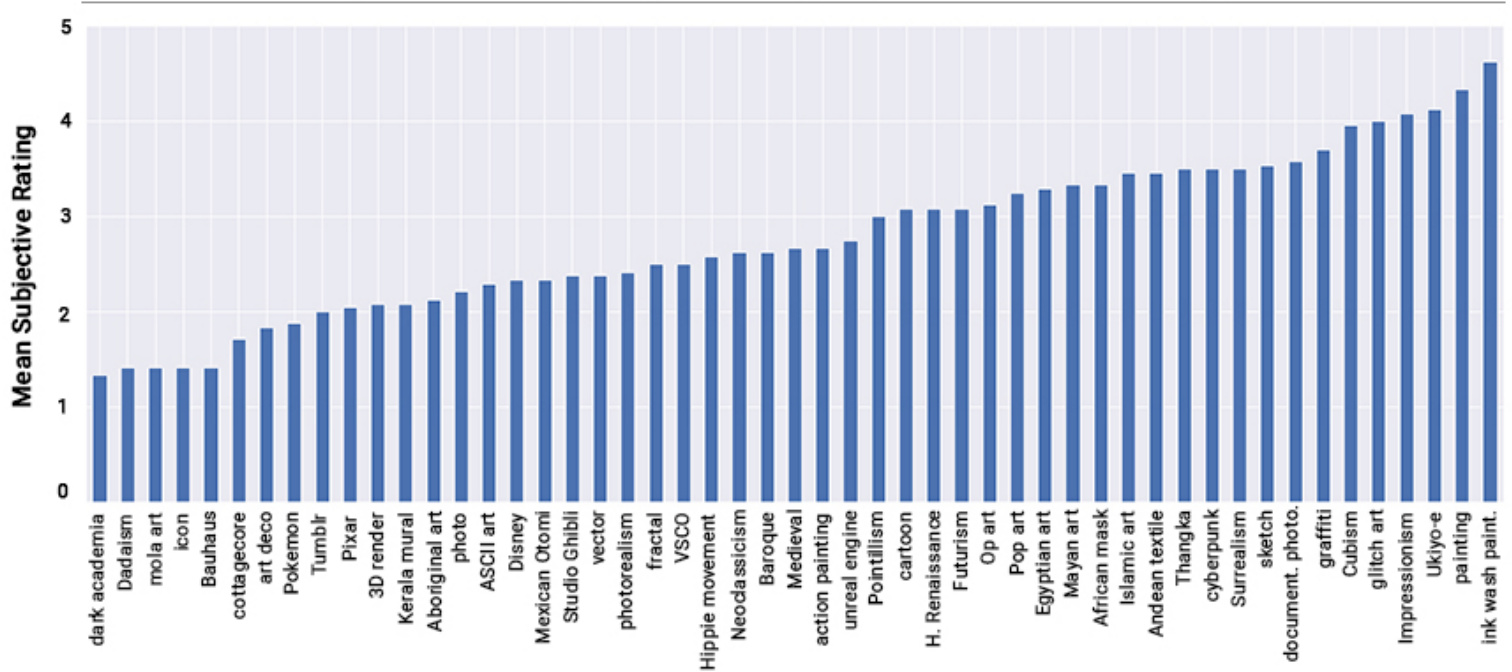 5
4
3
2
1
0
Mean Subjective Rating
dark academia
Dadaism
mola art
icon
Bauhaus
cottagecore
art deco
Pokemon
Tumblr
Pixar
3D render
Kerala mural
Aboriginal art
photo
ASCII art
Disney
Mexican Otomi
Studio Ghibli
vector
photorealism
fractal
VSCO
Hippie movement
Neoclassicism
Baroque
Medieval
action painting
unreal engine
Pointillism
cartoon
H. Renaissance
Futurism
Op art
Pop art
Egyptian art
Mayan art
African mask
Islamic art
Andean textile
Thangka
cyberpunk
Surrealism
sketch
document. photo.
graffiti
Cubism
glitch art
Impressionism
Ukiyo-e
painting
ink wash paint.